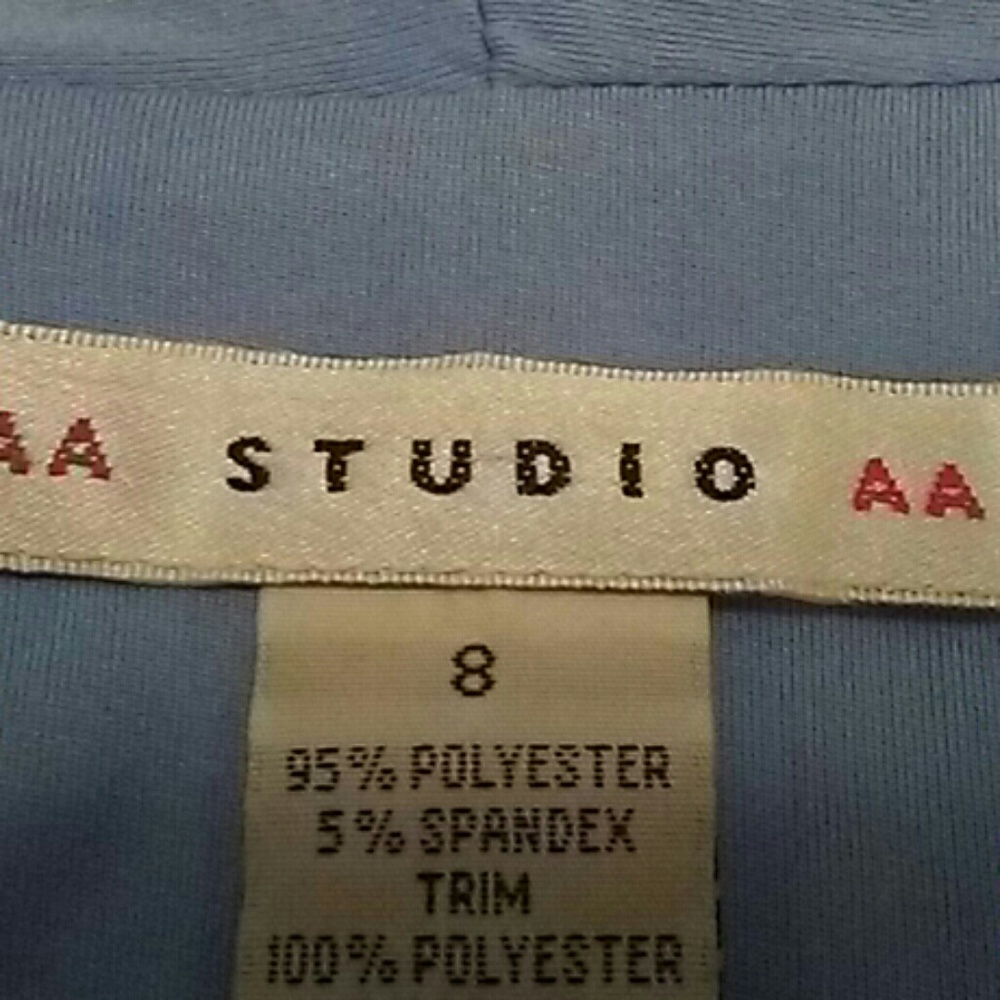 AA STUDIO AA
8
95% POLYESTER
5% SPANDEX
TRIM
100% POLYESTER